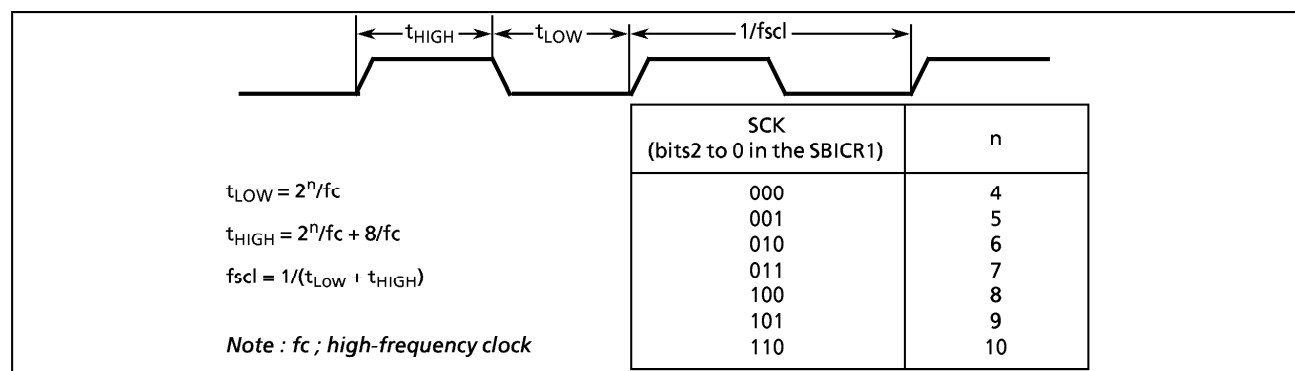 tHIGH tLOW 1/fscl
SCK
(bits2 to 0 in the SBICR1)
n
tLOW = 2ⁿ/fc
tHIGH = 2ⁿ/fc + 8/fc
fscl = 1/(tLow + tHIGH)
Note : fc ; high-frequency clock
000 4
001 5
010 6
011 7
100 8
101 9
110 10